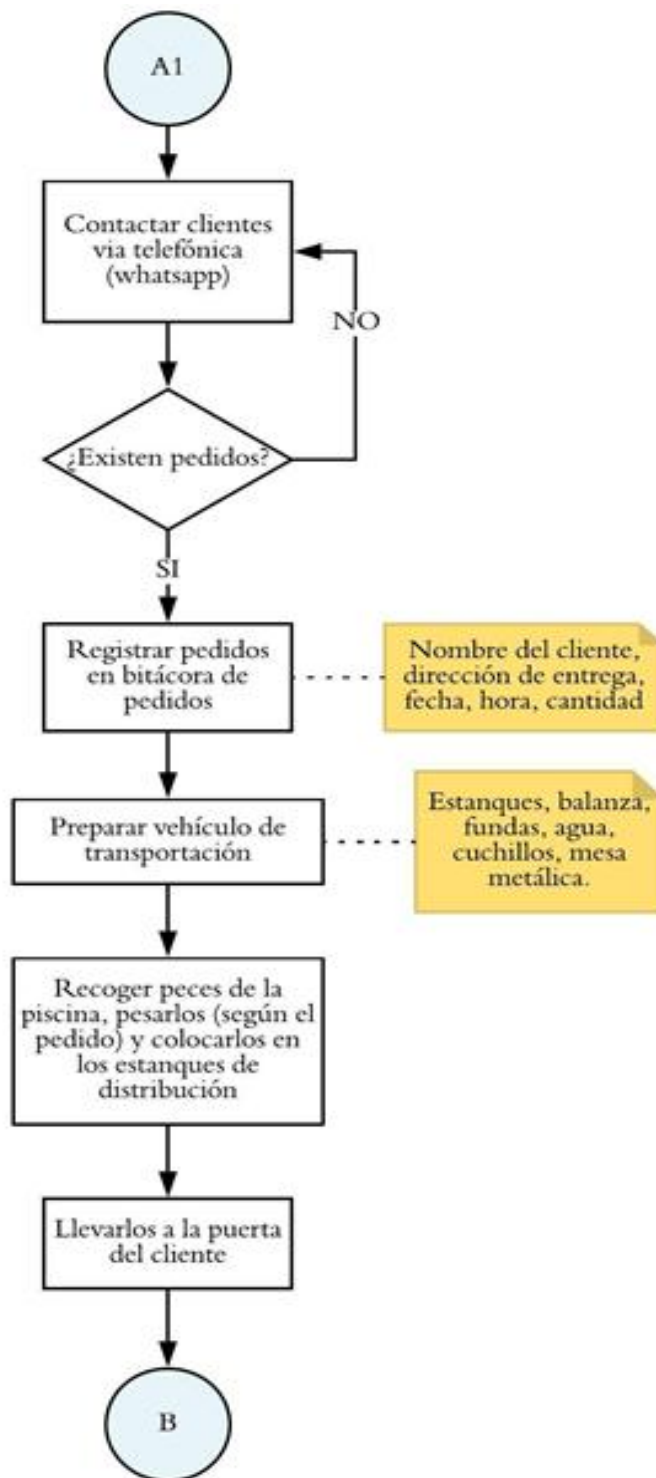 A1
Contactar clientes
via telefónica
(whatsapp)
NO
¿Existen pedidos?
SI
Registrar pedidos
en bitácora de
pedidos
Nombre del cliente,
dirección de entrega,
fecha, hora, cantidad
Preparar vehículo de
transportación
Estanques, balanza,
fundas, agua,
cuchillos, mesa
metálica.
Recoger peces de la
piscina, pesarlos (según el
pedido) y colocarlos en
los estanques de
distribución
Llevarlos a la puerta
del cliente
B